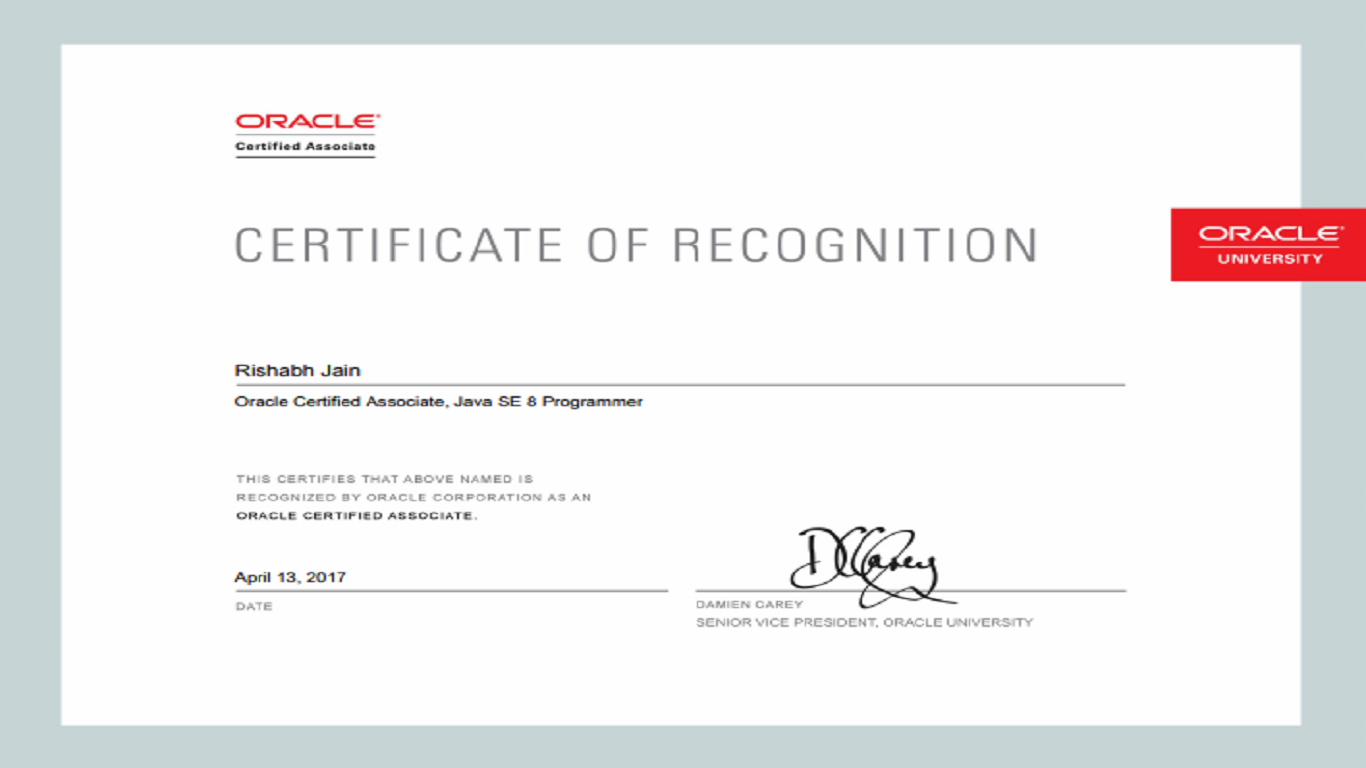 ORACLE®
Certified Associate
CERTIFICATE OF RECOGNITION
ORACLE®
UNIVERSITY
Rishabh Jain
Oracle Certified Associate, Java SE 8 Programmer
THIS CERTIFIES THAT ABOVE NAMED IS
RECOGNIZED BY ORACLE CORPORATION AS AN
ORACLE CERTIFIED ASSOCIATE.
DCarey
April 13, 2017
DATE
DAMIEN CAREY
SENIOR VICE PRESIDENT, ORACLE UNIVERSITY